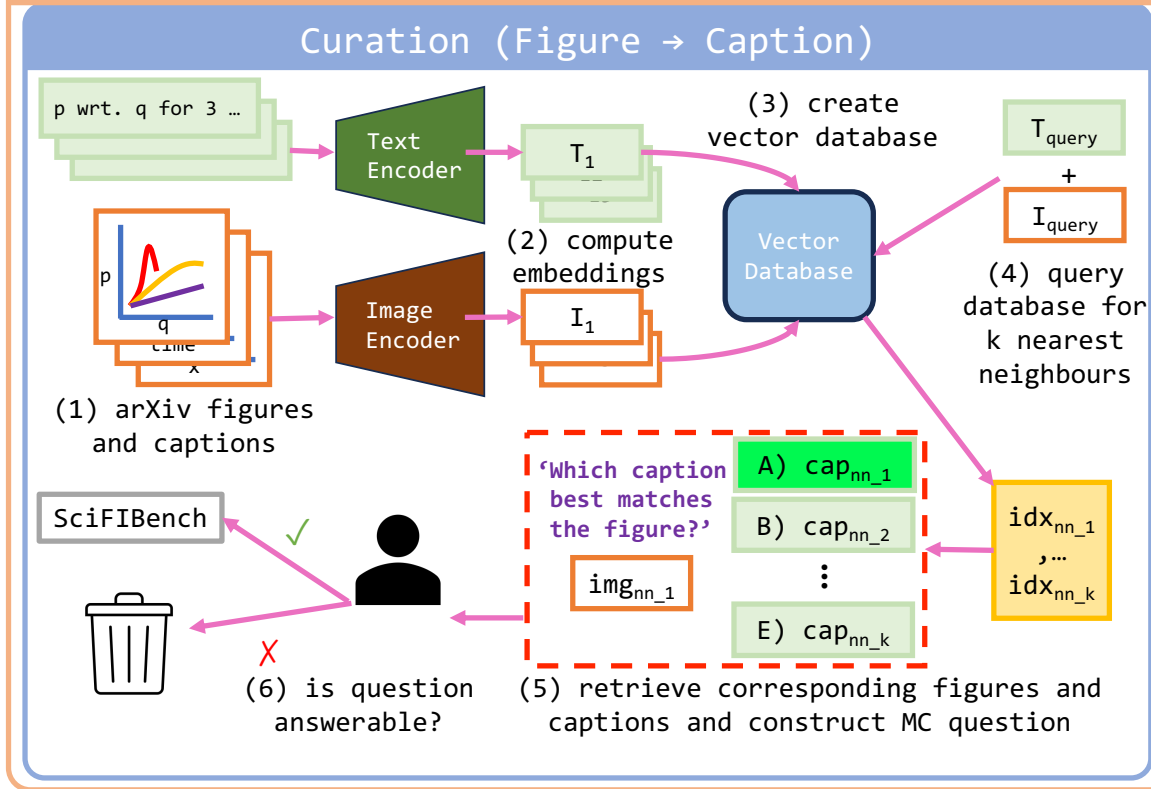 Curation (Figure → Caption)
p wrt. q for 3 …
Text
Encoder
T1
(3) create
vector database
Tquery
+
Iquery
p
q
time
x
(2) compute
embeddings
Image
Encoder
I1
Vector
Database
(4) query
database for
k nearest
neighbours
(1) arXiv figures
and captions
‘Which caption
best matches
the figure?’
imgnn_1
A) capnn_1
B) capnn_2
⋮
E) capnn_k
idxnn_1
,…
idxnn_k
SciFIBench
✓
✗
(6) is question
answerable?
(5) retrieve corresponding figures and
captions and construct MC question